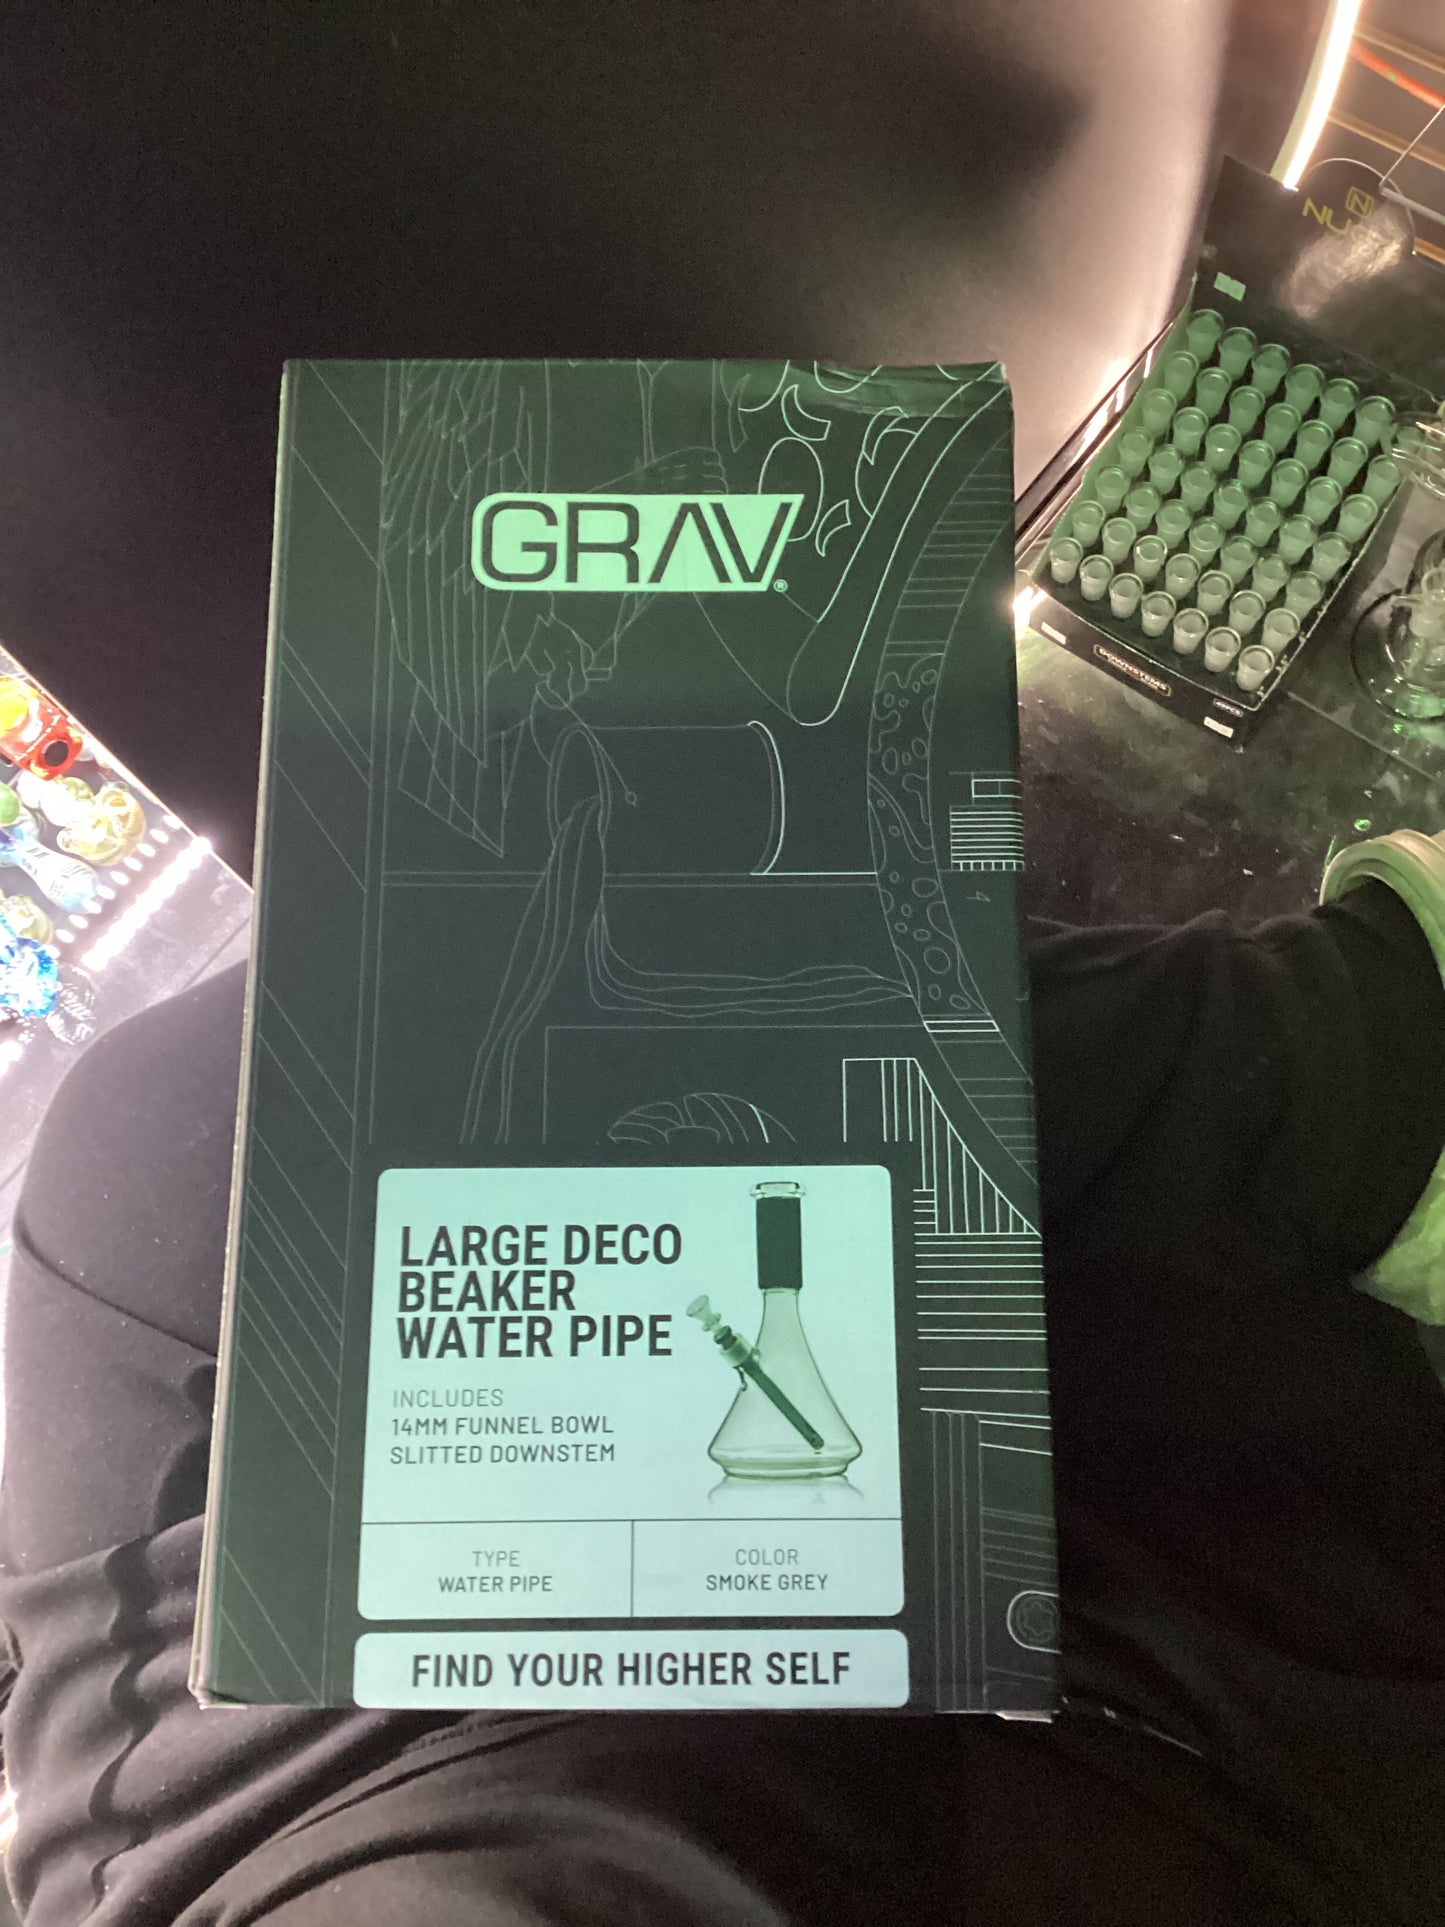 GRAV®
LARGE DECO
BEAKER
WATER PIPE
INCLUDES
14MM FUNNEL BOWL
SLITTED DOWNSTEM
TYPE
WATER PIPE
COLOR
SMOKE GREY
FIND YOUR HIGHER SELF
DOWNSTEMS